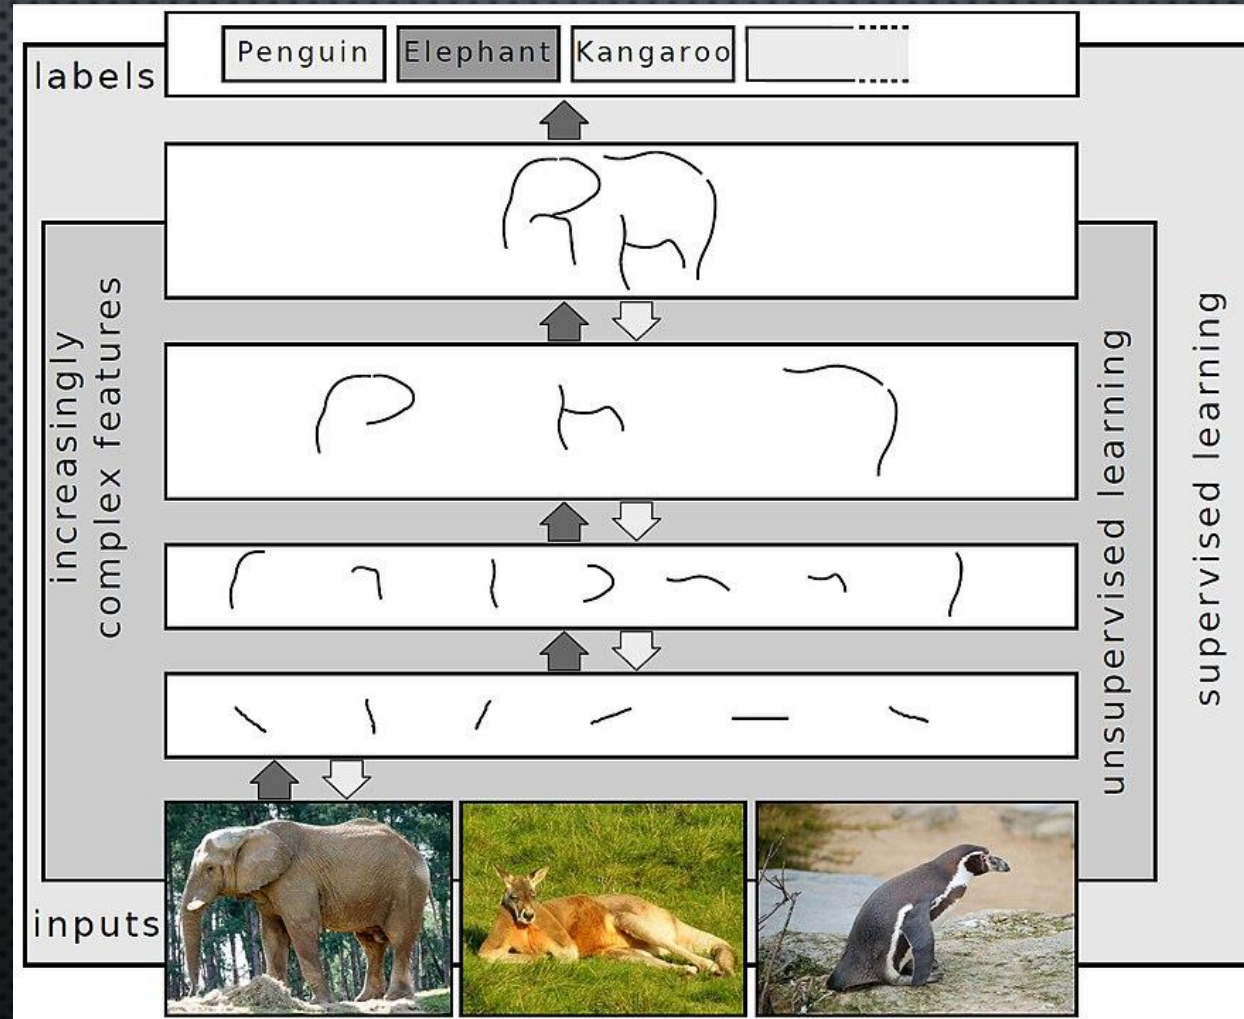 labels
Penguin
Elephant
Kangaroo
increasingly
complex features
unsupervised learning
supervised learning
inputs